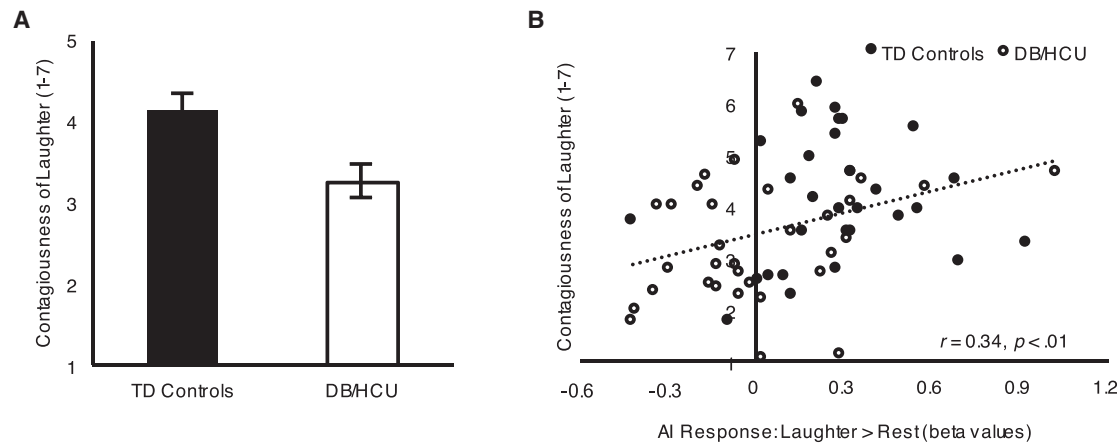 A
Contagiousness of Laughter (1-7)
5
4
3
2
1
TD Controls DB/HCU
B
Contagiousness of Laughter (1-7)
TD Controls DB/HCU
7
6
5
4
3
2
r = 0.34, p <.01
-0.6 -0.3 0 0.3 0.6 0.9 1.2
AI Response: Laughter > Rest (beta values)